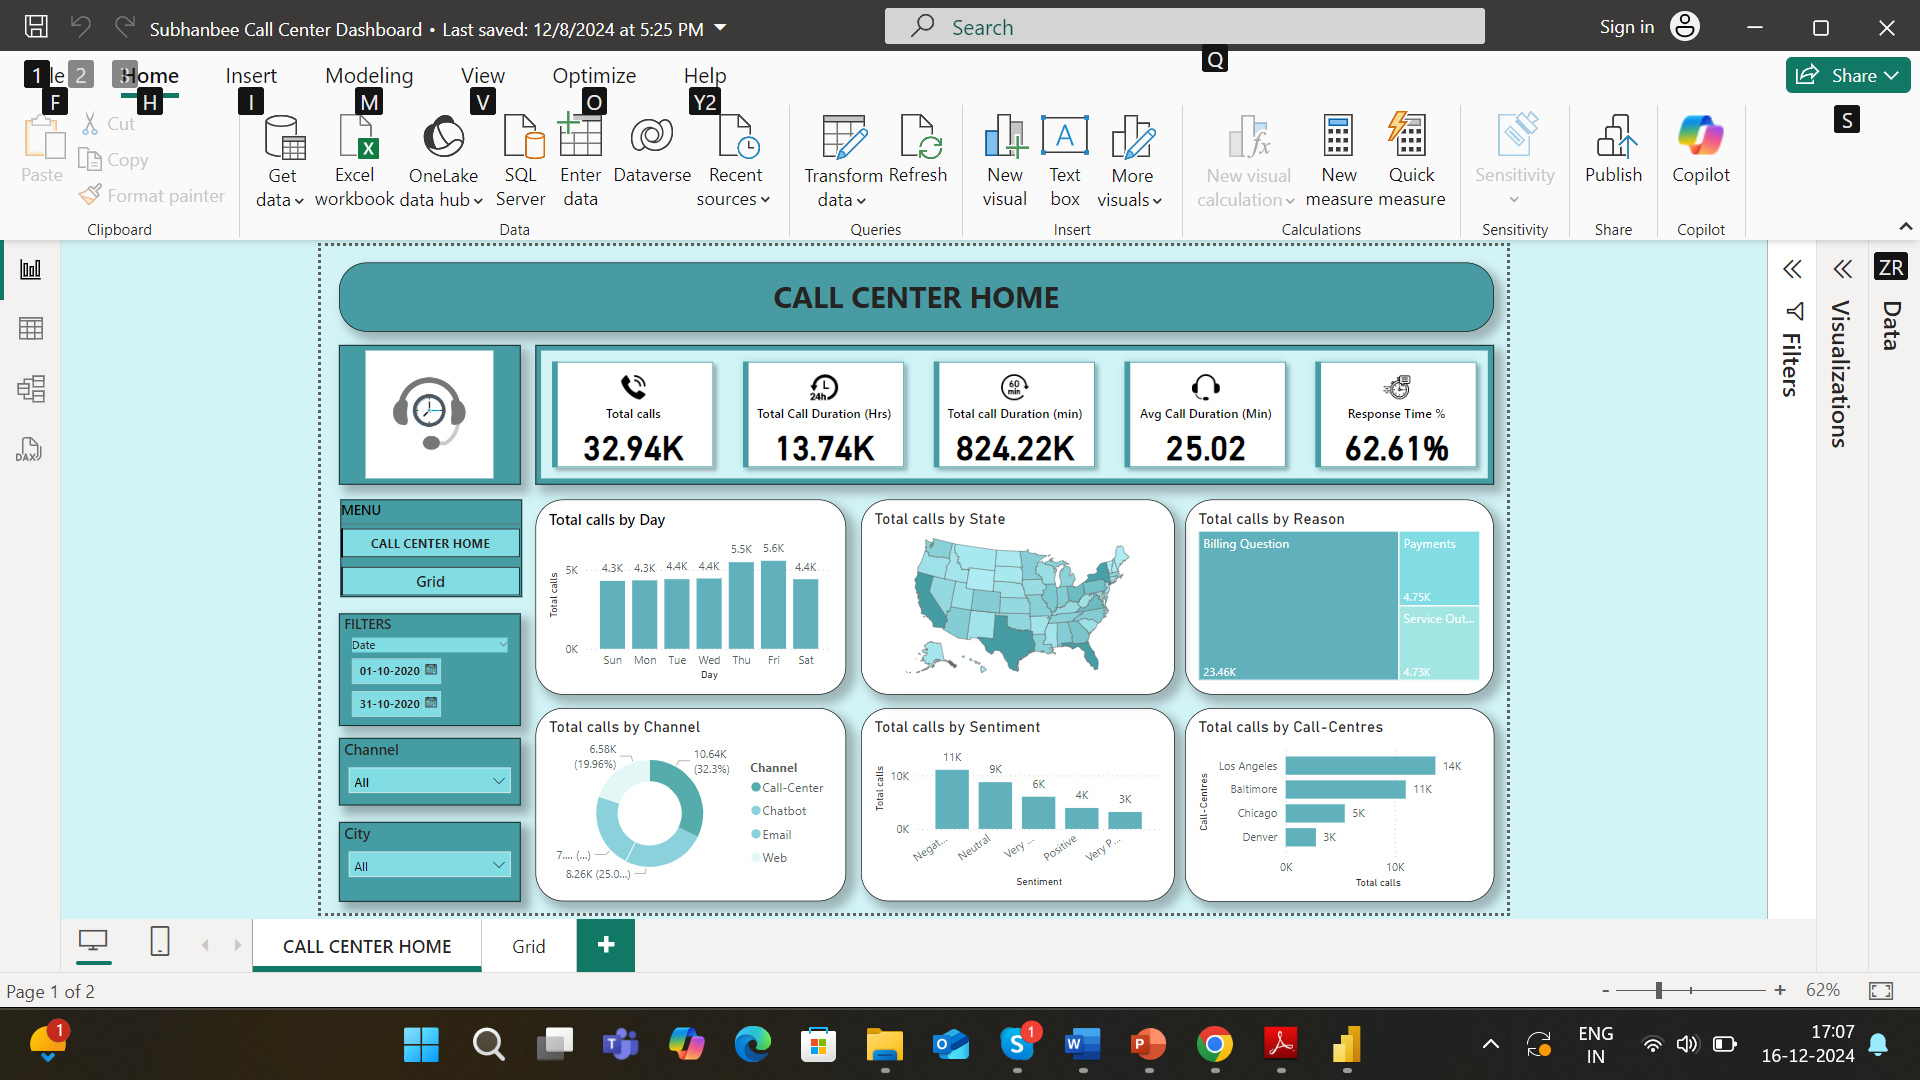 Subhanbee Call Center Dashboard • Last saved: 12/8/2024 at 5:25 PM
Search
Sign in
1 le 2 3 Home Insert Modeling View Optimize Help Q
Share
F H I M V O Y2 S
Paste
Cut
Copy
Format painter
Clipboard
Get data
Excel workbook
OneLake data hub
SQL Server
Enter data
Dataverse
Recent sources
Data
Transform data
Refresh
Queries
New visual
Text box
More visuals
Insert
New visual calculation
New measure
Quick measure
Calculations
Sensitivity
Sensitivity
Publish
Share
Copilot
Copilot
DAX
CALL CENTER HOME
24h
60 min
Total calls
32.94K
Total Call Duration (Hrs)
13.74K
Total call Duration (min)
824.22K
Avg Call Duration (Min)
25.02
Response Time %
62.61%
MENU
CALL CENTER HOME
Grid
FILTERS
Date
01-10-2020
31-10-2020
Channel
All
City
All
Total calls by Day
Total calls
5K
0K
4.3K 4.3K 4.4K 4.4K 5.5K 5.6K 4.4K
Sun Mon Tue Wed Thu Fri Sat
Day
Total calls by State
Total calls by Reason
Billing Question
23.46K
Payments
4.75K
Service Out...
4.73K
Total calls by Channel
6.58K
(19.96%)
10.64K
(32.3%)
7.... (...)
8.26K (25.0...)
Channel
Call-Center
Chatbot
Email
Web
Total calls by Sentiment
Total calls
10K
0K
11K 9K 6K 4K 3K
Negat... Neutral Very ... Positive Very P...
Sentiment
Total calls by Call-Centres
Call-Centres
Los Angeles 14K
Baltimore 11K
Chicago 5K
Denver 3K
0K 10K
Total calls
Filters
Visualizations
ZR
Data
CALL CENTER HOME
Grid
+
Page 1 of 2
- + 62%
1
1
ENG
IN
17:07
16-12-2024